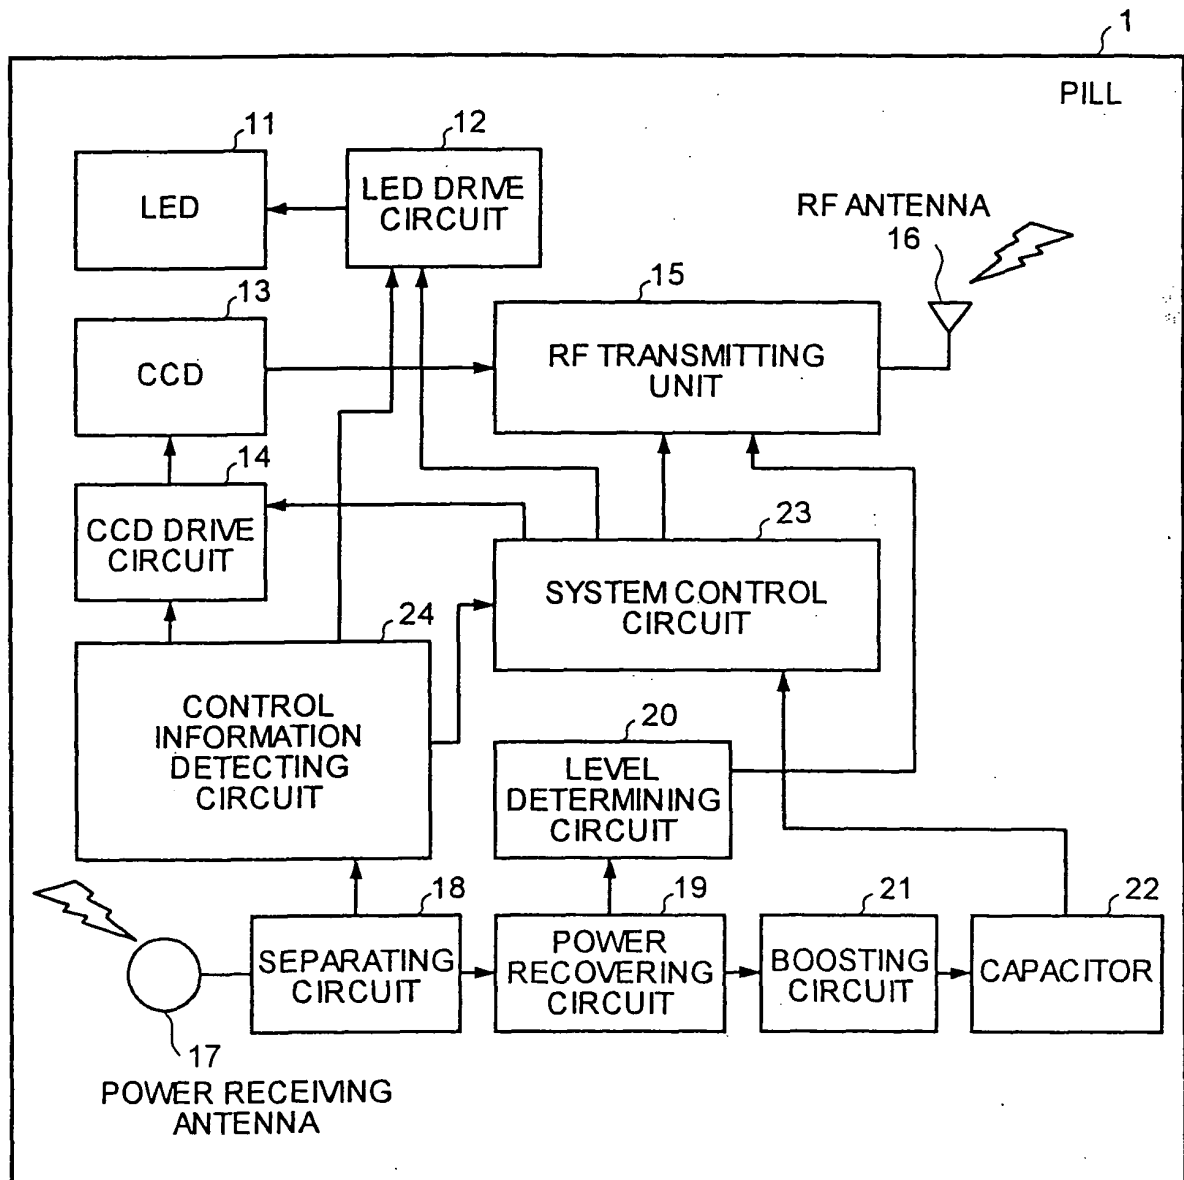 1
PILL
11
LED
12
LED DRIVE
CIRCUIT
RF ANTENNA
16
13
CCD
15
RF TRANSMITTING
UNIT
14
CCD DRIVE
CIRCUIT
23
SYSTEM CONTROL
CIRCUIT
24
CONTROL
INFORMATION
DETECTING
CIRCUIT
20
LEVEL
DETERMINING
CIRCUIT
18
SEPARATING
CIRCUIT
19
POWER
RECOVERING
CIRCUIT
21
BOOSTING
CIRCUIT
22
CAPACITOR
17
POWER RECEIVING
ANTENNA